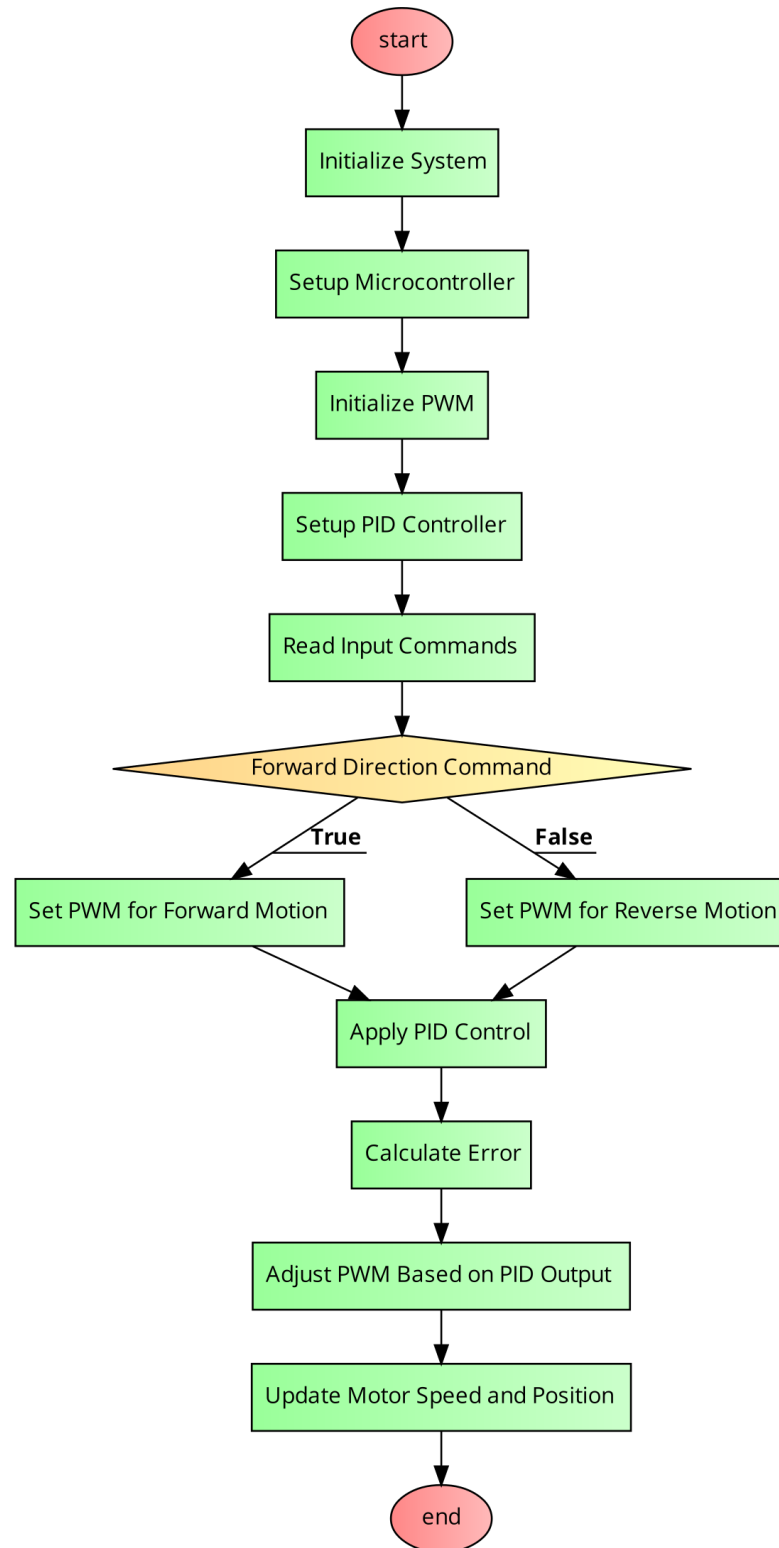 start
Initialize System
Setup Microcontroller
Initialize PWM
Setup PID Controller
Read Input Commands
Forward Direction Command
True
False
Set PWM for Forward Motion
Set PWM for Reverse Motion
Apply PID Control
Calculate Error
Adjust PWM Based on PID Output
Update Motor Speed and Position
end